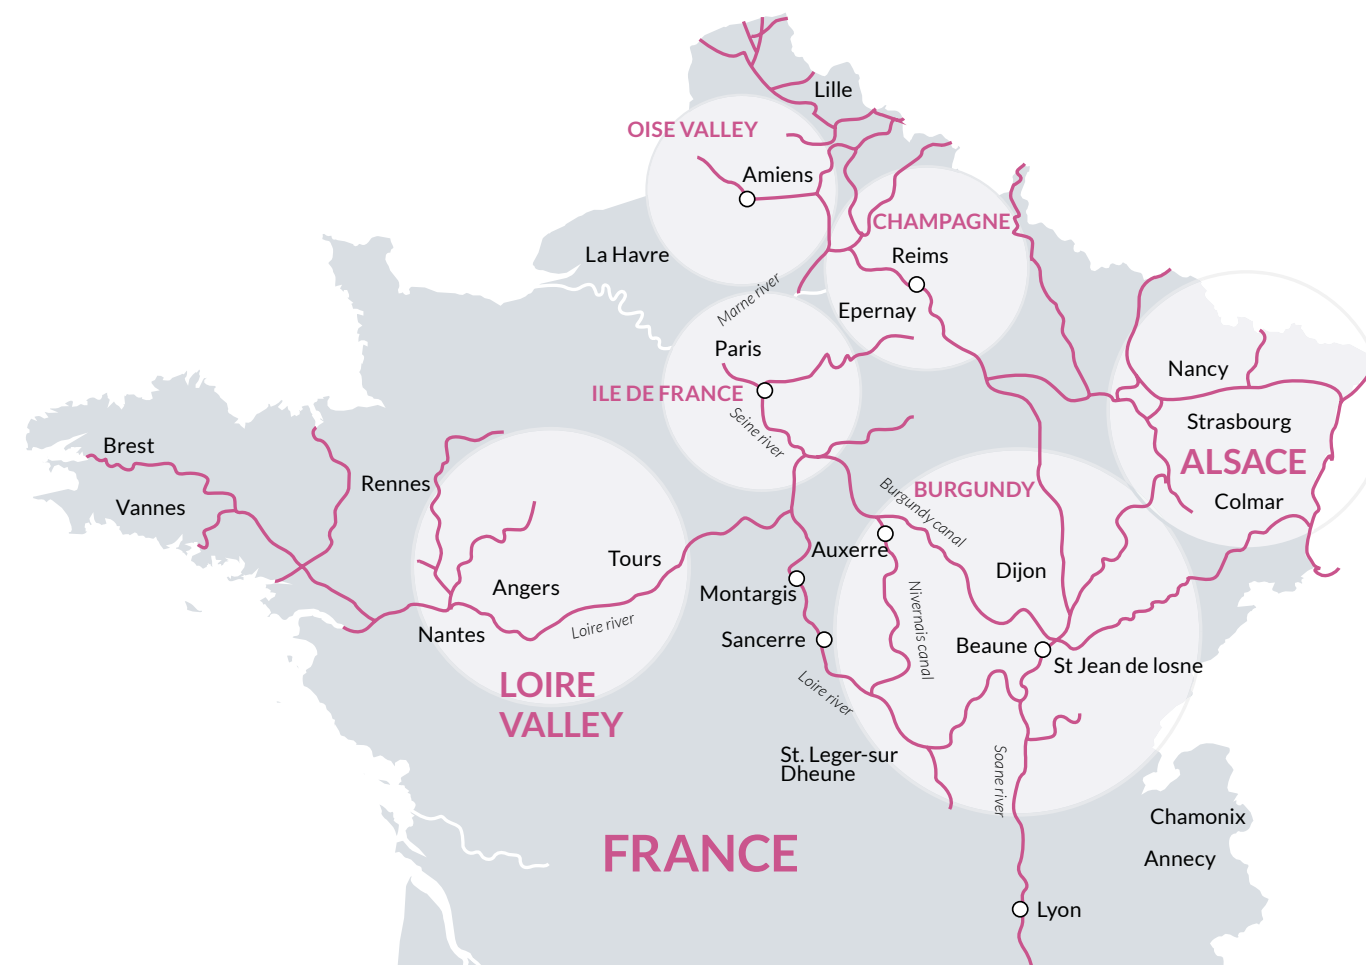 Lille
OISE VALLEY
Amiens
CHAMPAGNE
La Havre
Reims
Marne river
Epernay
Paris
Nancy
ILE DE FRANCE
Seine river
Strasbourg
Brest
ALSACE
Rennes
BURGUNDY
Burgundy canal
Colmar
Vannes
Auxerre
Tours
Dijon
Angers
Montargis
Nivernais canal
Loire river
Nantes
Sancerre
Beaune
St Jean de losne
LOIRE
VALLEY
Loire river
St. Leger-sur
Dheune
Soane river
Chamonix
FRANCE
Annecy
Lyon